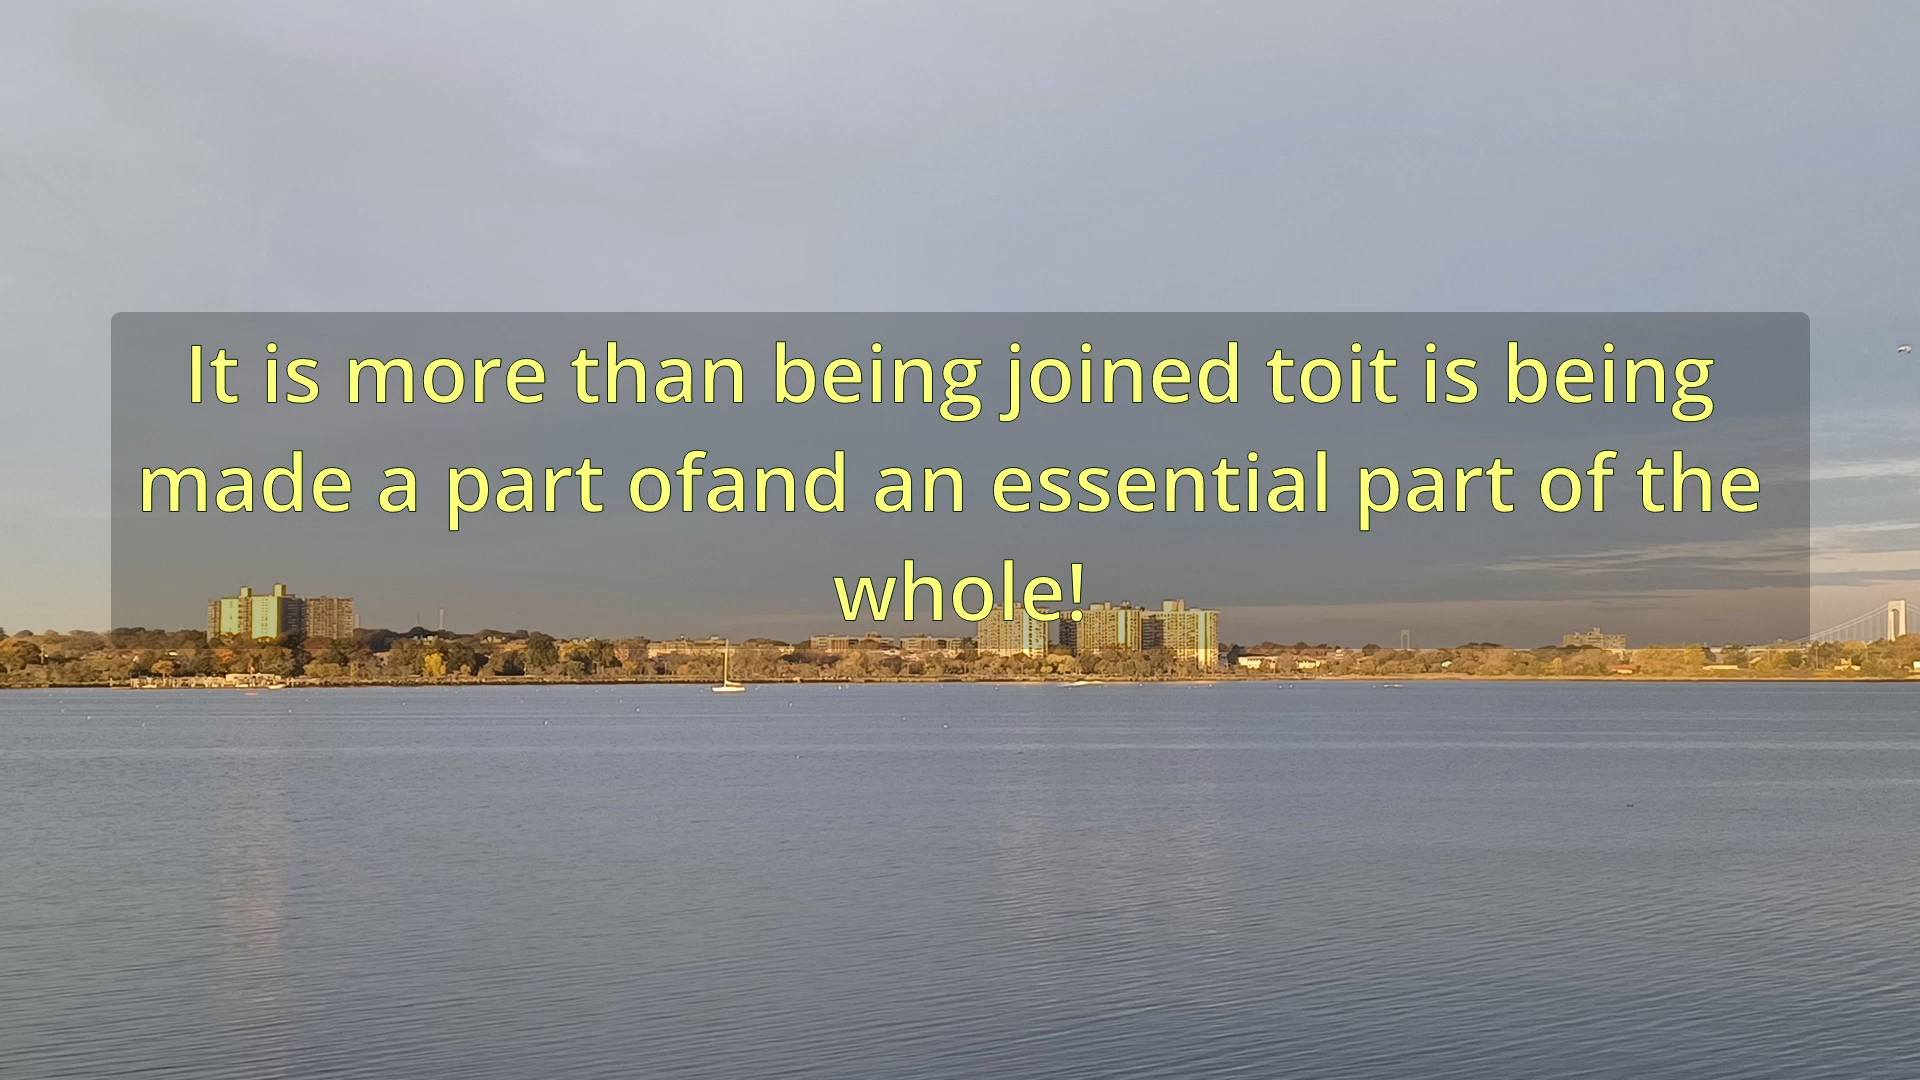 It is more than being joined toit is being
made a part ofand an essential part of the
whole!